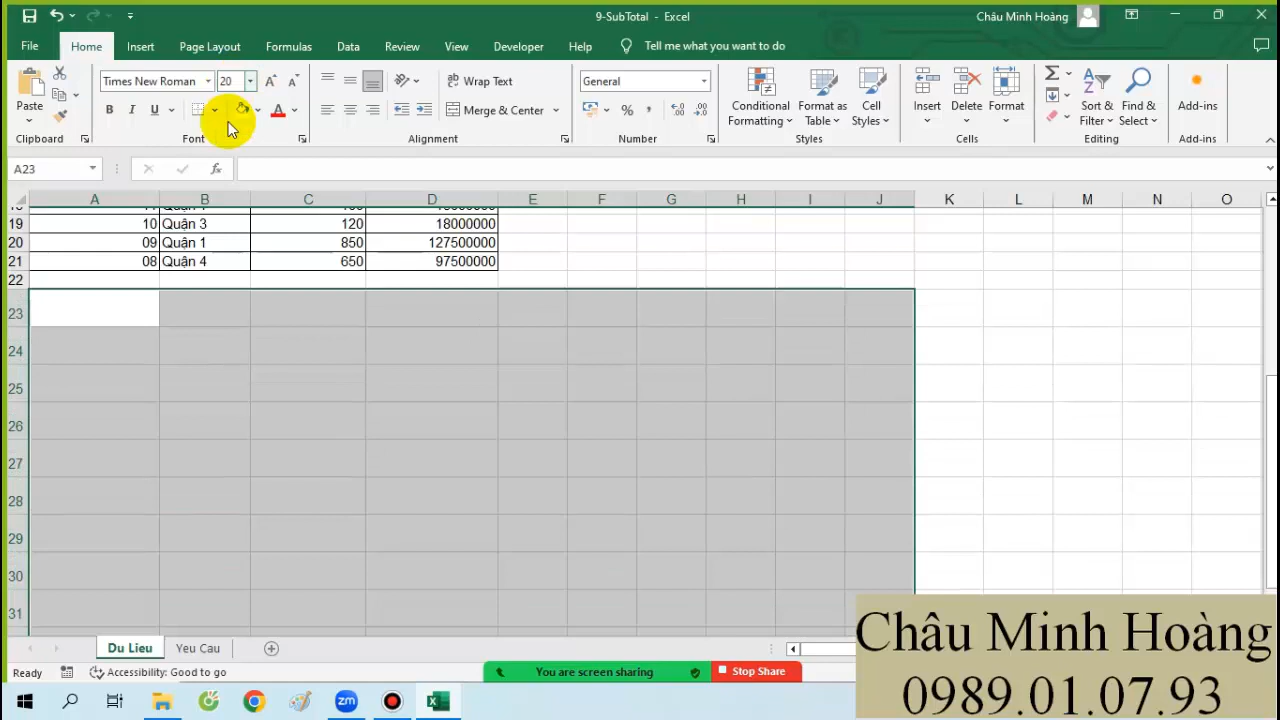 9-SubTotal - Excel
Châu Minh Hoàng
File Home Insert Page Layout Formulas Data Review View Developer Help Tell me what you want to do
Paste
Times New Roman 20
Wrap Text
General
Conditional Formatting
Format as Table
Cell Styles
Insert
Delete
Format
Sort & Filter
Find & Select
Add-ins
B I U A
Merge & Center
% ,
Clipboard Font Alignment Number Styles Cells Editing Add-ins
A23 fx
A B C D E F G H I J K L M N O
19 10 Quận 3 120 18000000
20 09 Quận 1 850 127500000
21 08 Quận 4 650 97500000
22
23
24
25
26
27
28
29
30
31
Châu Minh Hoàng
0989.01.07.93
Du Lieu Yeu Cau
Ready Accessibility: Good to go
You are screen sharing Stop Share
zm